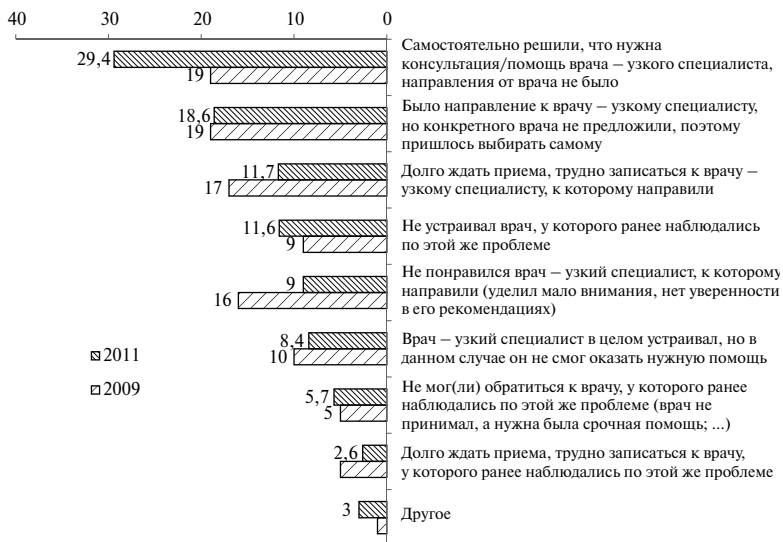 40 30 20 10 0
29,4
19
Самостоятельно решили, что нужна
консультация/помощь врача – узкого специалиста,
направления от врача не было
18,6
19
Было направление к врачу – узкому специалисту,
но конкретного врача не предложили, поэтому
пришлось выбирать самому
11,7
17
Долго ждать приема, трудно записаться к врачу –
узкому специалисту, к которому направили
11,6
9
Не устраивал врач, у которого ранее наблюдались
по этой же проблеме
9
16
Не понравился врач – узкий специалист, к которому
направили (уделил мало внимания, нет уверенности
в его рекомендациях)
8,4
10
Врач – узкий специалист в целом устраивал, но в
данном случае он не смог оказать нужную помощь
2011
2009
5,7
5
Не мог(ли) обратиться к врачу, у которого ранее
наблюдались по этой же проблеме (врач не
принимал, а нужна была срочная помощь; ...)
2,6
Долго ждать приема, трудно записаться к врачу,
у которого ранее наблюдались по этой же проблеме
3
Другое